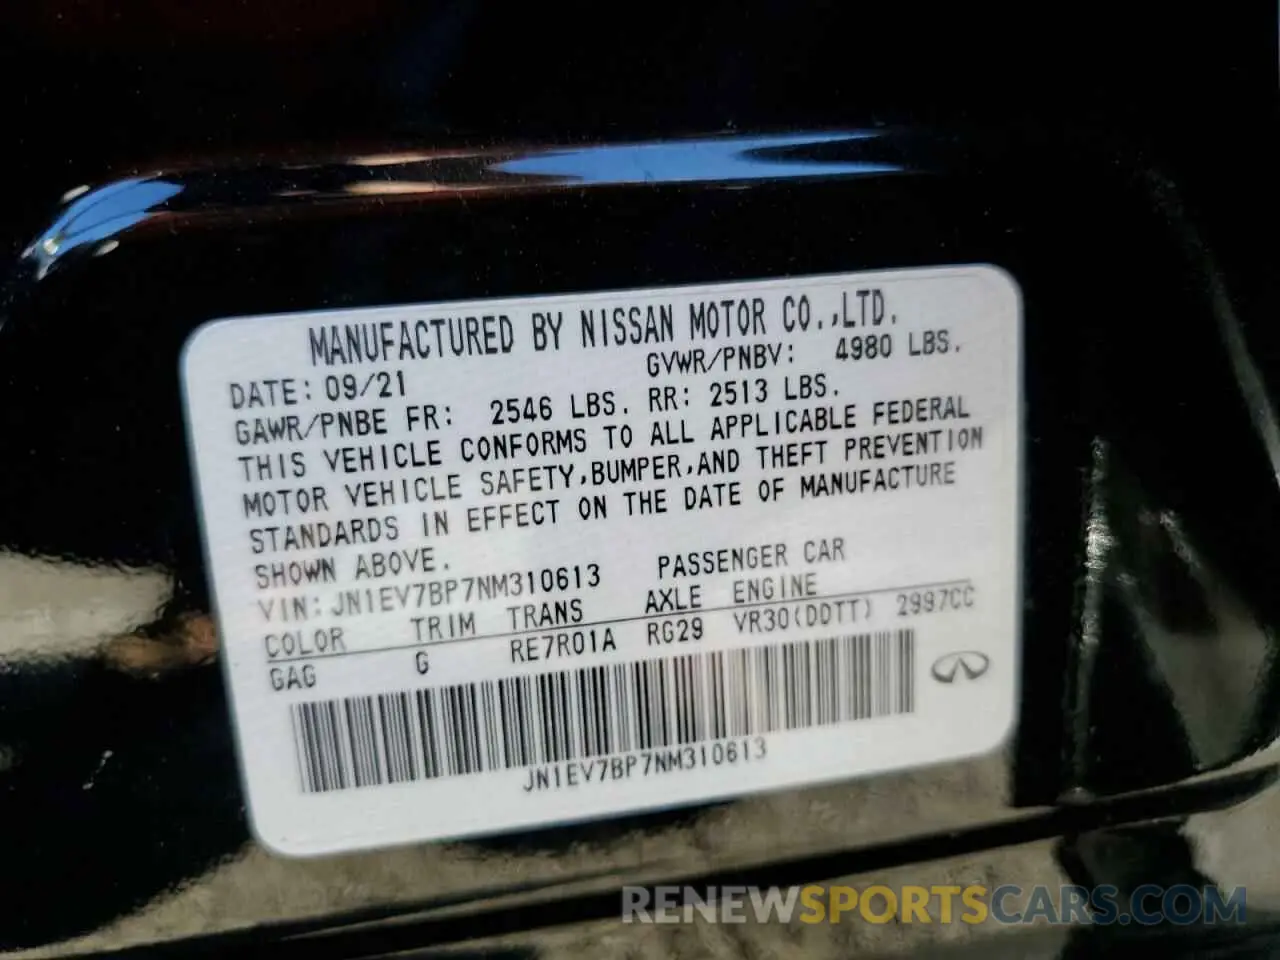 MANUFACTURED BY NISSAN MOTOR CO.,LTD.
DATE: 09/21 GVWR/PNBV: 4980 LBS.
GAWR/PNBE FR: 2546 LBS. RR: 2513 LBS.
THIS VEHICLE CONFORMS TO ALL APPLICABLE FEDERAL
MOTOR VEHICLE SAFETY,BUMPER,AND THEFT PREVENTION
STANDARDS IN EFFECT ON THE DATE OF MANUFACTURE
SHOWN ABOVE.
VIN: JN1EV7BP7NM310613 PASSENGER CAR
COLOR TRIM TRANS AXLE ENGINE
GAG G RE7R01A RG29 VR30(DDTT) 2997CC
JN1EV7BP7NM310613
RENEWSPORTSCARS.COM